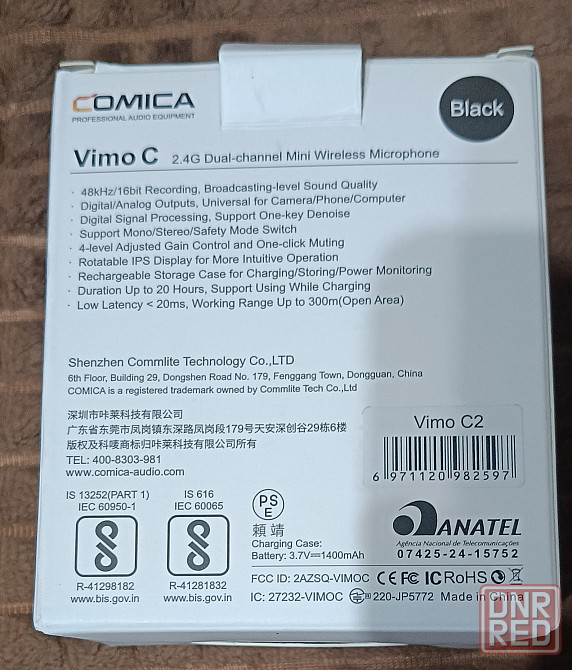 COMICA
PROFESSIONAL AUDIO EQUIPMENT
Black
Vimo C 2.4G Dual-channel Mini Wireless Microphone
· 48kHz/16bit Recording, Broadcasting-level Sound Quality
· Digital/Analog Outputs, Universal for Camera/Phone/Computer
· Digital Signal Processing, Support One-key Denoise
· Support Mono/Stereo/Safety Mode Switch
· 4-level Adjusted Gain Control and One-click Muting
· Rotatable IPS Display for More Intuitive Operation
· Rechargeable Storage Case for Charging/Storing/Power Monitoring
· Duration Up to 20 Hours, Support Using While Charging
· Low Latency < 20ms, Working Range Up to 300m(Open Area)
Shenzhen Commlite Technology Co.,LTD
6th Floor, Building 29, Dongshen Road No. 179, Fenggang Town, Dongguan, China
COMICA is a registered trademark owned by Commlite Tech Co.,Ltd
深圳市咔莱科技有限公司
广东省东莞市凤岗镇东深路凤岗段179号天安深创谷29栋6楼
版权及科唛商标归咔莱科技有限公司所有
TEL: 400-8303-981
www.comica-audio.com
Vimo C2
6 971120 982597
IS 13252(PART 1)
IEC 60950-1
R-41298182
www.bis.gov.in
IS 616
IEC 60065
R-41281832
www.bis.gov.in
PS
E
賴 靖
Charging Case:
Battery: 3.7V⎓1400mAh
ANATEL
Agência Nacional de Telecomunicações
07425-24-15752
FCC ID: 2AZSQ-VIMOC CE FC IC RoHS
IC: 27232-VIMOC R 220-JP5772 Made in China
DNR
RED